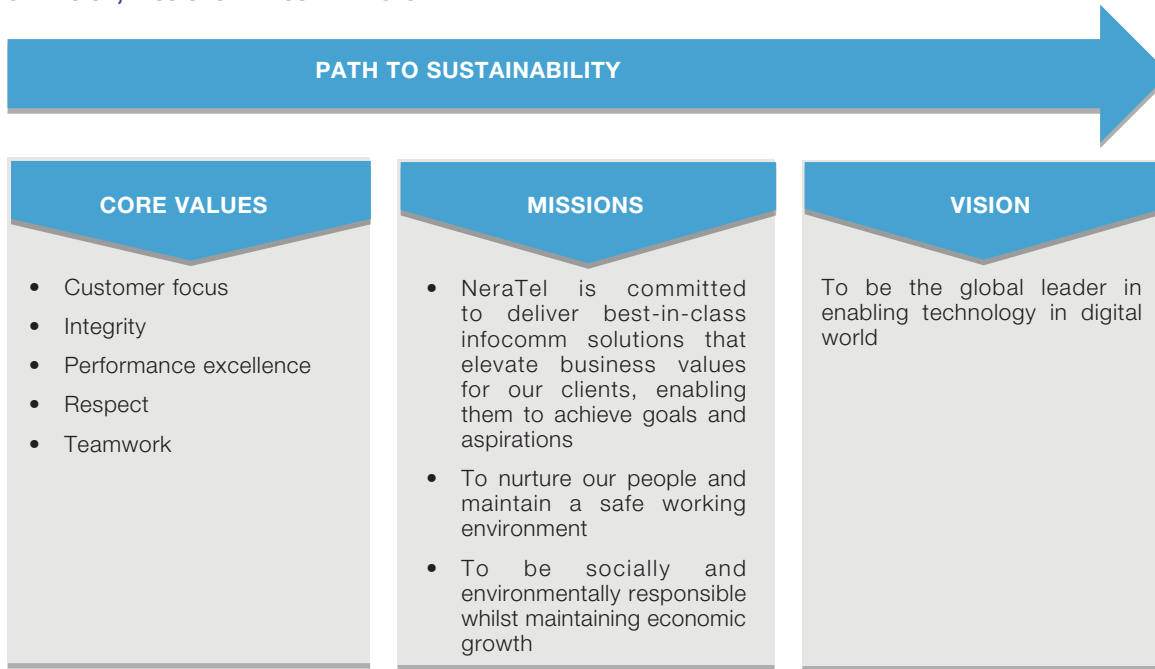 PATH TO SUSTAINABILITY
CORE VALUES
• Customer focus
• Integrity
• Performance excellence
• Respect
• Teamwork
MISSIONS
• NeraTel is committed
to deliver best-in-class
infocomm solutions that
elevate business values
for our clients, enabling
them to achieve goals and
aspirations
• To nurture our people and
maintain a safe working
environment
• To be socially and
environmentally responsible
whilst maintaining economic
growth
VISION
To be the global leader in
enabling technology in digital
world